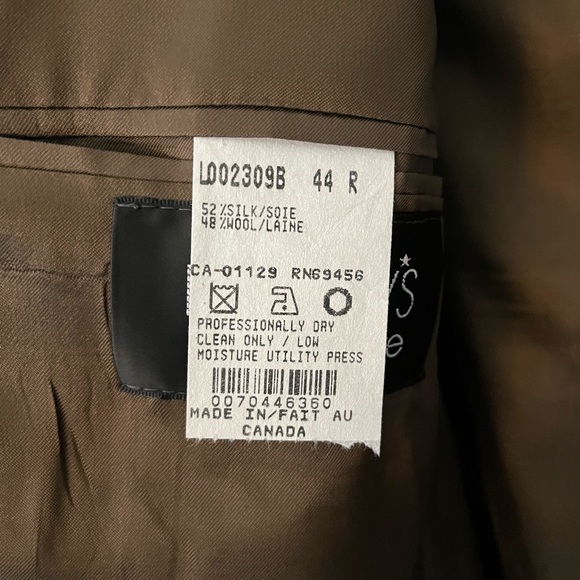 L002309B 44 R
52%SILK/SOIE
48%WOOL/LAINE
CA-01129 RN69456
PROFESSIONALLY DRY
CLEAN ONLY / LOW
MOISTURE UTILITY PRESS
0070446360
MADE IN/FAIT AU
CANADA